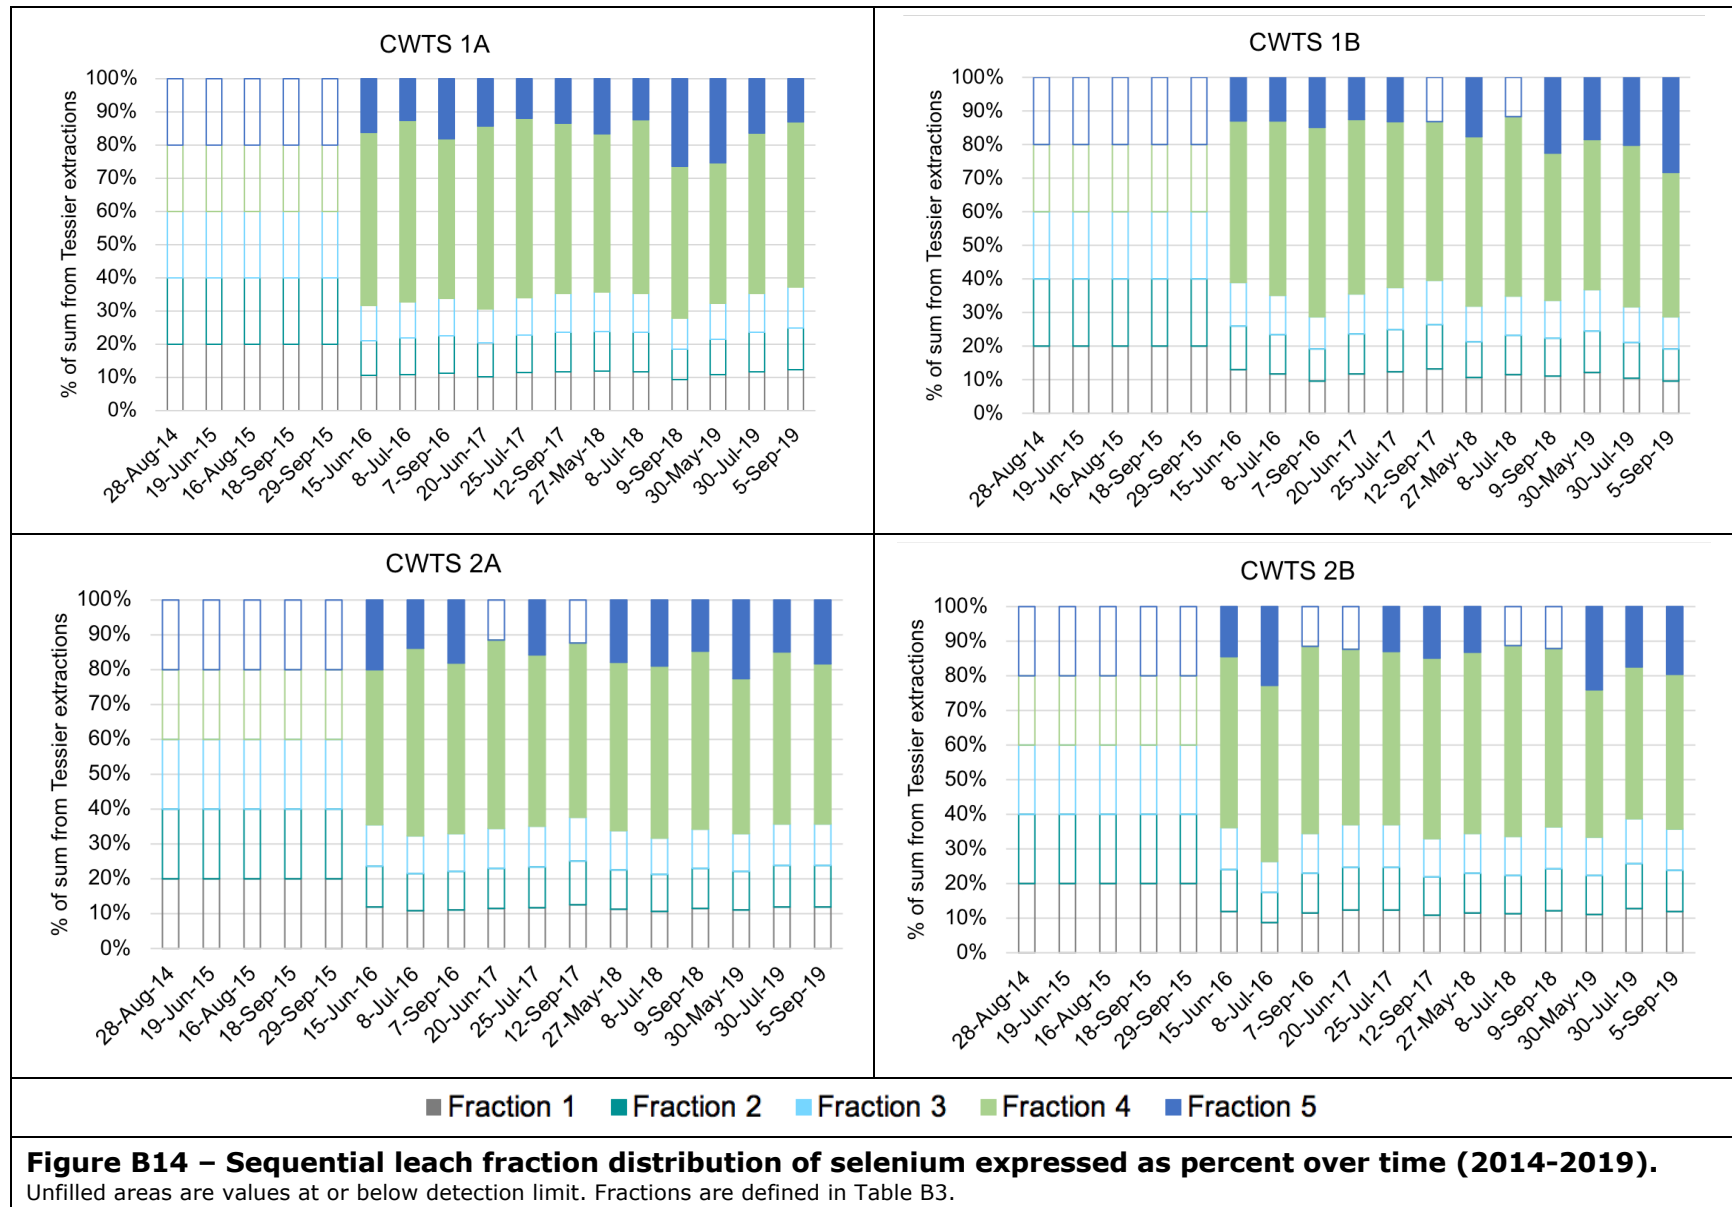 CWTS 1A
% of sum from Tessier extractions
100%
90%
80%
70%
60%
50%
40%
30%
20%
10%
0%
28-Aug-14
19-Jun-15
16-Aug-15
18-Sep-15
29-Sep-15
15-Jun-16
8-Jul-16
7-Sep-16
20-Jun-17
25-Jul-17
12-Sep-17
27-May-18
8-Jul-18
9-Sep-18
30-May-19
30-Jul-19
5-Sep-19
CWTS 1B
% of sum from Tessier extractions
100%
90%
80%
70%
60%
50%
40%
30%
20%
10%
0%
28-Aug-14
19-Jun-15
16-Aug-15
18-Sep-15
29-Sep-15
15-Jun-16
8-Jul-16
7-Sep-16
20-Jun-17
25-Jul-17
12-Sep-17
27-May-18
8-Jul-18
9-Sep-18
30-May-19
30-Jul-19
5-Sep-19
CWTS 2A
% of sum from Tessier extractions
100%
90%
80%
70%
60%
50%
40%
30%
20%
10%
0%
28-Aug-14
19-Jun-15
16-Aug-15
18-Sep-15
29-Sep-15
15-Jun-16
8-Jul-16
7-Sep-16
20-Jun-17
25-Jul-17
12-Sep-17
27-May-18
8-Jul-18
9-Sep-18
30-May-19
30-Jul-19
5-Sep-19
CWTS 2B
% of sum from Tessier extractions
100%
90%
80%
70%
60%
50%
40%
30%
20%
10%
0%
28-Aug-14
19-Jun-15
16-Aug-15
18-Sep-15
29-Sep-15
15-Jun-16
8-Jul-16
7-Sep-16
20-Jun-17
25-Jul-17
12-Sep-17
27-May-18
8-Jul-18
9-Sep-18
30-May-19
30-Jul-19
5-Sep-19
Fraction 1 Fraction 2 Fraction 3 Fraction 4 Fraction 5
Figure B14 – Sequential leach fraction distribution of selenium expressed as percent over time (2014-2019).
Unfilled areas are values at or below detection limit. Fractions are defined in Table B3.